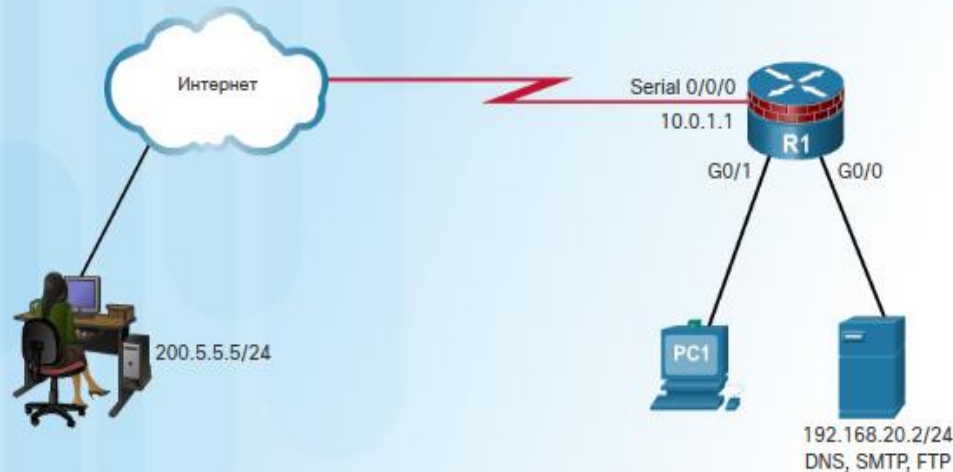 Интернет
Serial 0/0/0
10.0.1.1
R1
G0/1
G0/0
200.5.5.5/24
PC1
192.168.20.2/24
DNS, SMTP, FTP